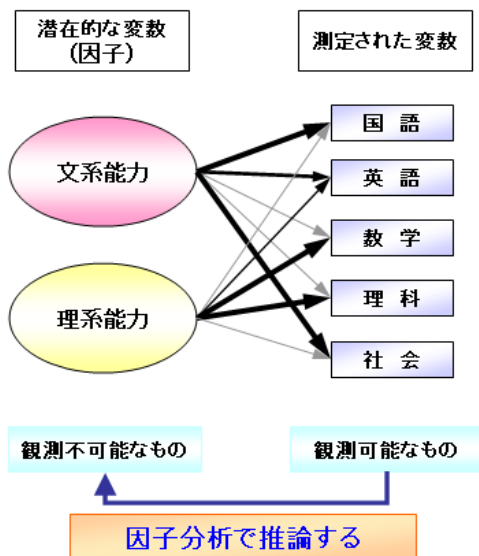 潜在的な変数
（因子）
測定された変数
文系能力
理系能力
国 語
英 語
数 学
理 科
社 会
観測不可能なもの
観測可能なもの
因子分析で推論する